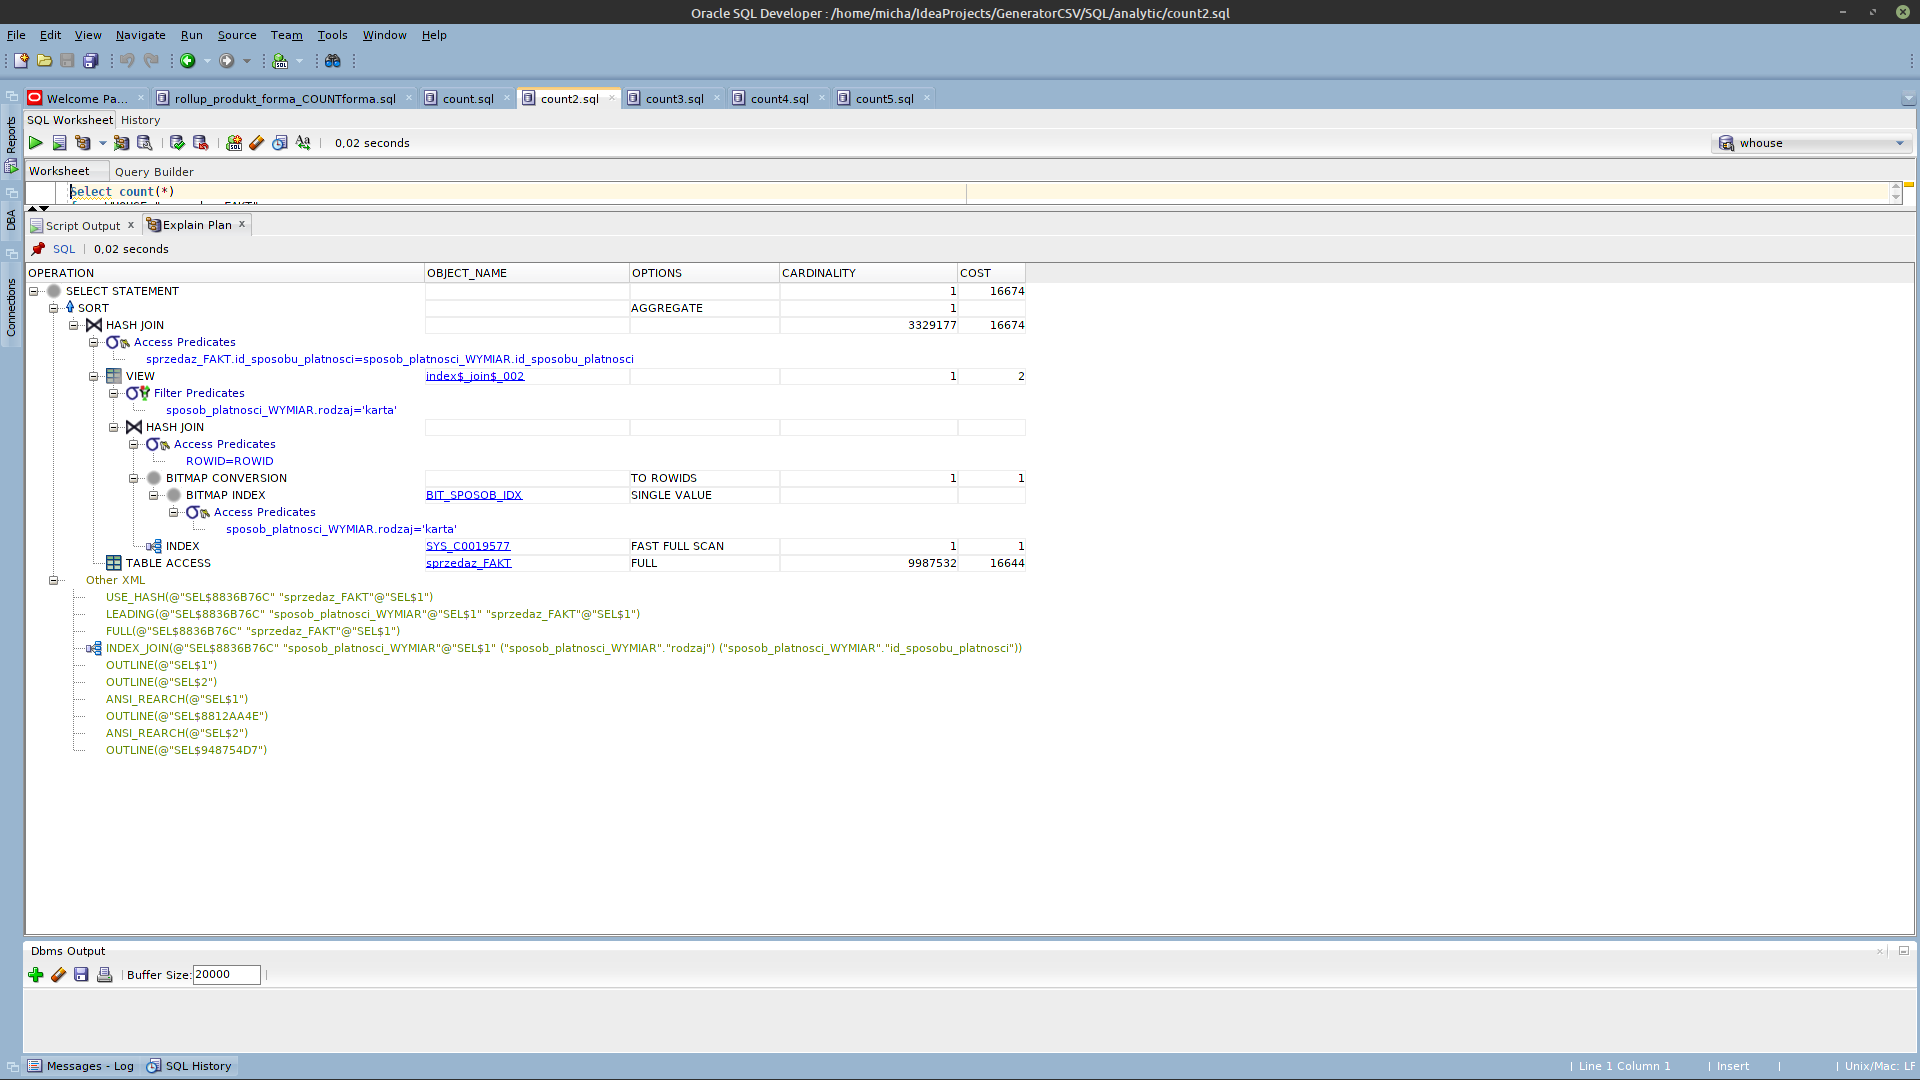 Oracle SQL Developer : /home/micha/IdeaProjects/GeneratorCSV/SQL/analytic/count2.sql
File Edit View Navigate Run Source Team Tools Window Help
Welcome Pa... rollup_produkt_forma_COUNTforma.sql count.sql count2.sql count3.sql count4.sql count5.sql
Reports
DBA
Connections
SQL Worksheet History
0,02 seconds whouse
Worksheet Query Builder
Select count(*)
Script Output Explain Plan
SQL 0,02 seconds
OPERATION OBJECT_NAME OPTIONS CARDINALITY COST
SELECT STATEMENT 1 16674
SORT AGGREGATE 1
HASH JOIN 3329177 16674
Access Predicates
sprzedaz_FAKT.id_sposobu_platnosci=sposob_platnosci_WYMIAR.id_sposobu_platnosci
VIEW index$_join$_002 1 2
Filter Predicates
sposob_platnosci_WYMIAR.rodzaj='karta'
HASH JOIN
Access Predicates
ROWID=ROWID
BITMAP CONVERSION TO ROWIDS 1 1
BITMAP INDEX BIT_SPOSOB_IDX SINGLE VALUE
Access Predicates
sposob_platnosci_WYMIAR.rodzaj='karta'
INDEX SYS_C0019577 FAST FULL SCAN 1 1
TABLE ACCESS sprzedaz_FAKT FULL 9987532 16644
Other XML
USE_HASH(@"SEL$8836B76C" "sprzedaz_FAKT"@"SEL$1")
LEADING(@"SEL$8836B76C" "sposob_platnosci_WYMIAR"@"SEL$1" "sprzedaz_FAKT"@"SEL$1")
FULL(@"SEL$8836B76C" "sprzedaz_FAKT"@"SEL$1")
INDEX_JOIN(@"SEL$8836B76C" "sposob_platnosci_WYMIAR"@"SEL$1" ("sposob_platnosci_WYMIAR"."rodzaj") ("sposob_platnosci_WYMIAR"."id_sposobu_platnosci"))
OUTLINE(@"SEL$1")
OUTLINE(@"SEL$2")
ANSI_REARCH(@"SEL$1")
OUTLINE(@"SEL$8812AA4E")
ANSI_REARCH(@"SEL$2")
OUTLINE(@"SEL$948754D7")
Dbms Output
Buffer Size: 20000
Messages - Log SQL History
Line 1 Column 1 Insert Unix/Mac: LF